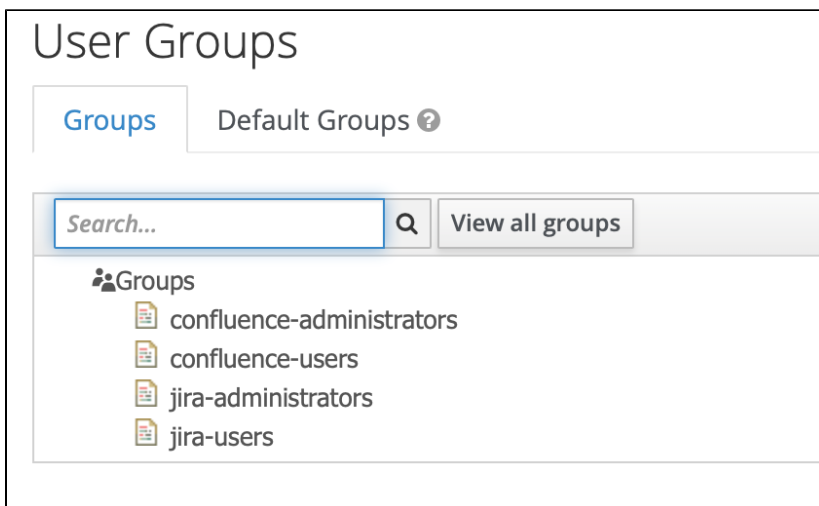 User Groups
Groups
Default Groups
Search...
View all groups
Groups
confluence-administrators
confluence-users
jira-administrators
jira-users